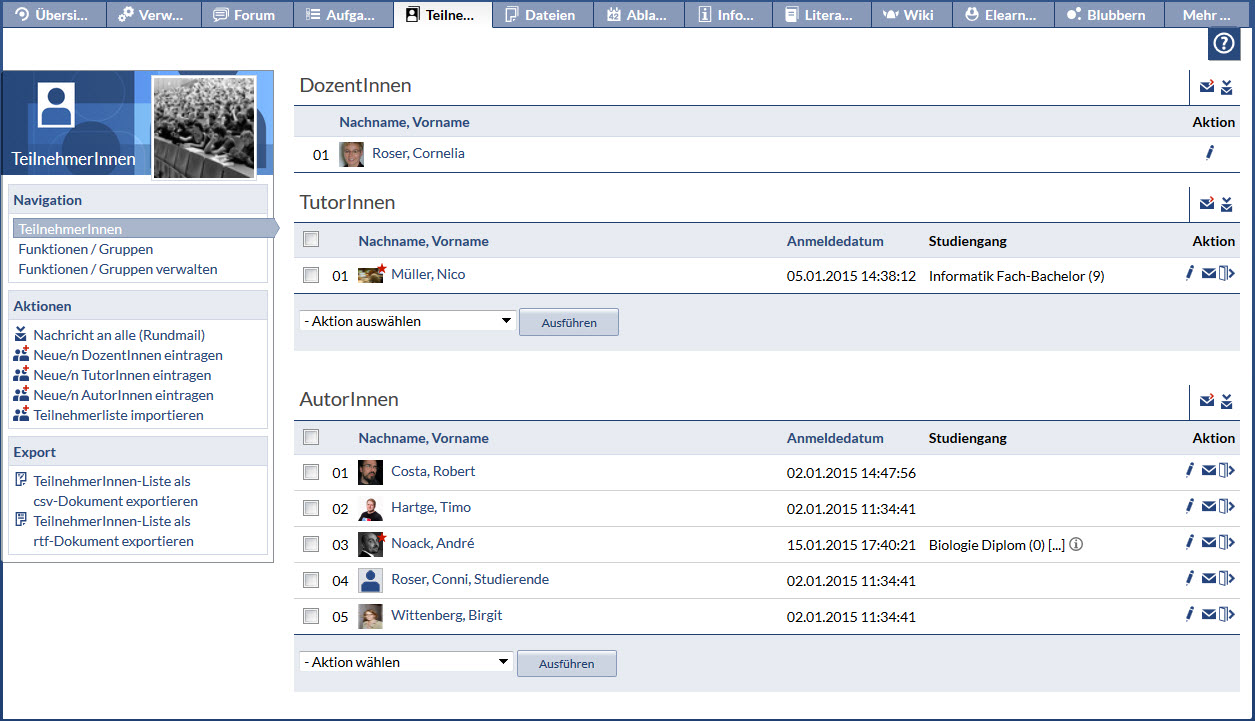 Übersi... Verw... Forum Aufga... Teilne... Dateien Abla... Info... Litera... Wiki Elearn... Blubbern Mehr ...
TeilnehmerInnen
Navigation
TeilnehmerInnen
Funktionen / Gruppen
Funktionen / Gruppen verwalten
Aktionen
Nachricht an alle (Rundmail)
Neue/n DozentInnen eintragen
Neue/n TutorInnen eintragen
Neue/n AutorInnen eintragen
Teilnehmerliste importieren
Export
TeilnehmerInnen-Liste als
csv-Dokument exportieren
TeilnehmerInnen-Liste als
rtf-Dokument exportieren
DozentInnen
Nachname, Vorname Aktion
01 Roser, Cornelia
TutorInnen
Nachname, Vorname Anmeldedatum Studiengang Aktion
01 Müller, Nico 05.01.2015 14:38:12 Informatik Fach-Bachelor (9)
- Aktion auswählen Ausführen
AutorInnen
Nachname, Vorname Anmeldedatum Studiengang Aktion
01 Costa, Robert 02.01.2015 14:47:56
02 Hartge, Timo 02.01.2015 11:34:41
03 Noack, André 15.01.2015 17:40:21 Biologie Diplom (0) [...]
04 Roser, Conni, Studierende 02.01.2015 11:34:41
05 Wittenberg, Birgit 02.01.2015 11:34:41
- Aktion wählen Ausführen